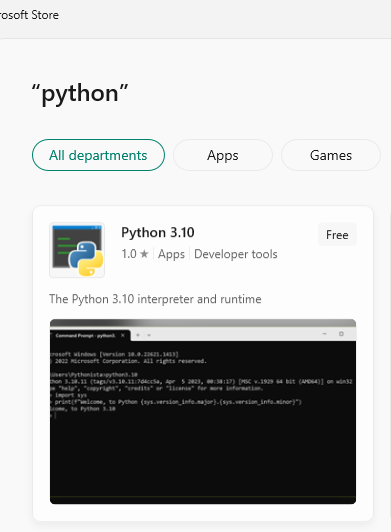 rosoft Store
“python”
All departments
Apps
Games
Python 3.10
Free
1.0 ★ Apps Developer tools
The Python 3.10 interpreter and runtime
Command Prompt - python3.
rosoft Windows [Version 10.0.22621.1413]
2022 Microsoft Corporation. All rights reserved.
Users\Pythonista>python3.10
3.10.11 (tags/v3.10.11:7d4cc5a, Apr 5 2023, 00:38:17) [MSC v.1929 64 bit (AMD64)] on win32
"help", "copyright", "credits" or "license" for more information.
import sys
print(f"Welcome, to Python {sys.version_info.major}.{sys.version_info.minor}")
lcome, to Python 3.10